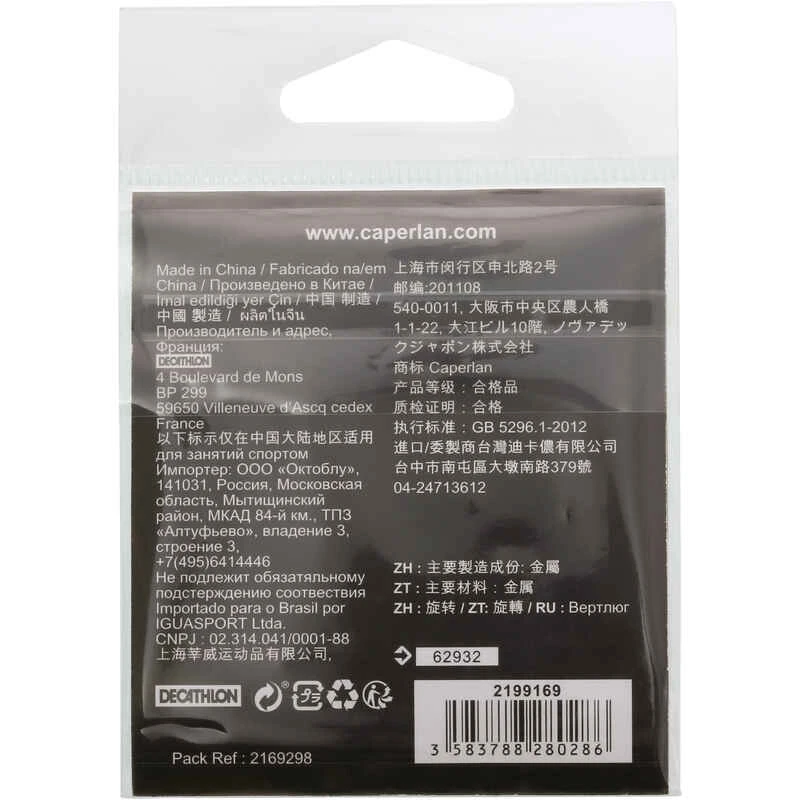 www.caperlan.com
Made in China / Fabricado na/em
China / Произведено в Китае /
Imal edildiği yer Çin / 中国 制造 /
中國 製造 / ผลิตในจีน
Производитель и адрес,
Франция:
DECATHLON
4 Boulevard de Mons
BP 299
59650 Villeneuve d'Ascq cedex
France
以下标示仅在中国大陆地区适用
для занятий спортом
Импортер: ООО «Октоблу»,
141031, Россия, Московская
область, Мытищинский
район, МКАД 84-й км., ТПЗ
«Алтуфьево», владение 3,
строение 3,
+7(495)6414446
Не подлежит обязательному
подстверждению соотвествия
Importado para o Brasil por
IGUASPORT Ltda.
CNPJ : 02.314.041/0001-88
上海莘威运动品有限公司,
上海市闵行区申北路2号
邮编:201108
540-0011, 大阪市中央区農人橋
1-1-22, 大江ビル10階, ノヴァデッ
クジャポン株式会社
商标 Caperlan
产品等级：合格品
质检证明：合格
执行标准：GB 5296.1-2012
進口/委製商台灣迪卡儂有限公司
台中市南屯區大墩南路379號
04-24713612
ZH : 主要製造成份: 金屬
ZT : 主要材料 : 金属
ZH : 旋转 / ZT: 旋轉 / RU : Вертлюг
62932
DECATHLON
プラ
Pack Ref : 2169298
2199169
3 583788 280286